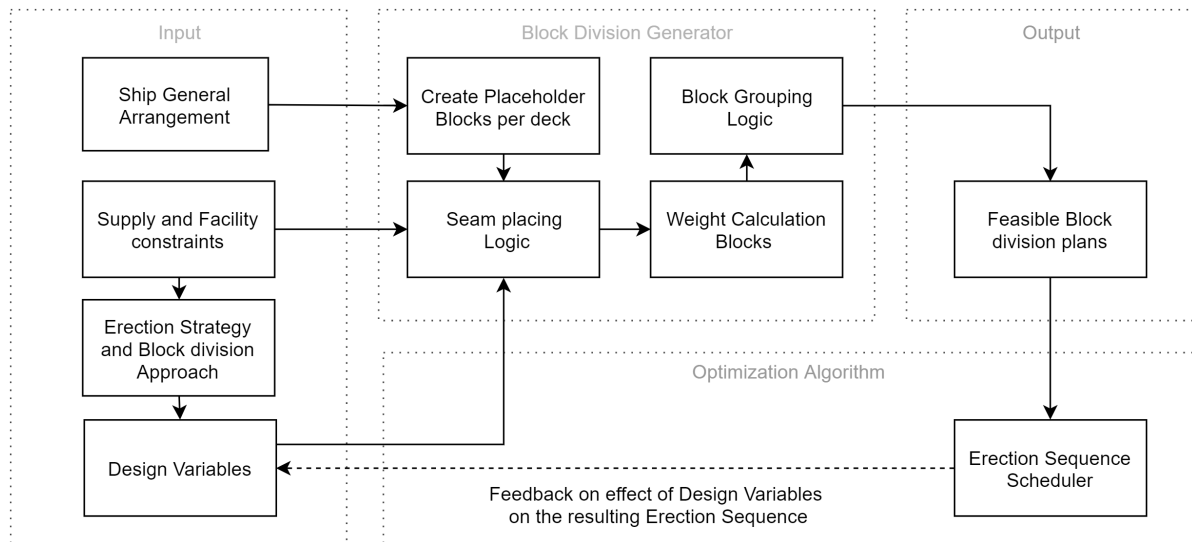 Input
Block Division Generator
Output
Ship General
Arrangement
Create Placeholder
Blocks per deck
Block Grouping
Logic
Supply and Facility
constraints
Seam placing
Logic
Weight Calculation
Blocks
Feasible Block
division plans
Erection Strategy
and Block division
Approach
Optimization Algorithm
Design Variables
Erection Sequence
Scheduler
Feedback on effect of Design Variables
on the resulting Erection Sequence